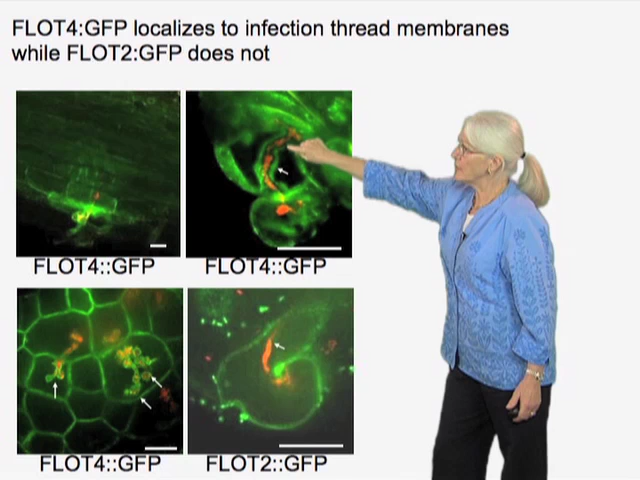 FLOT4:GFP localizes to infection thread membranes
while FLOT2:GFP does not
FLOT4::GFP
FLOT4::GFP
FLOT4::GFP
FLOT2::GFP